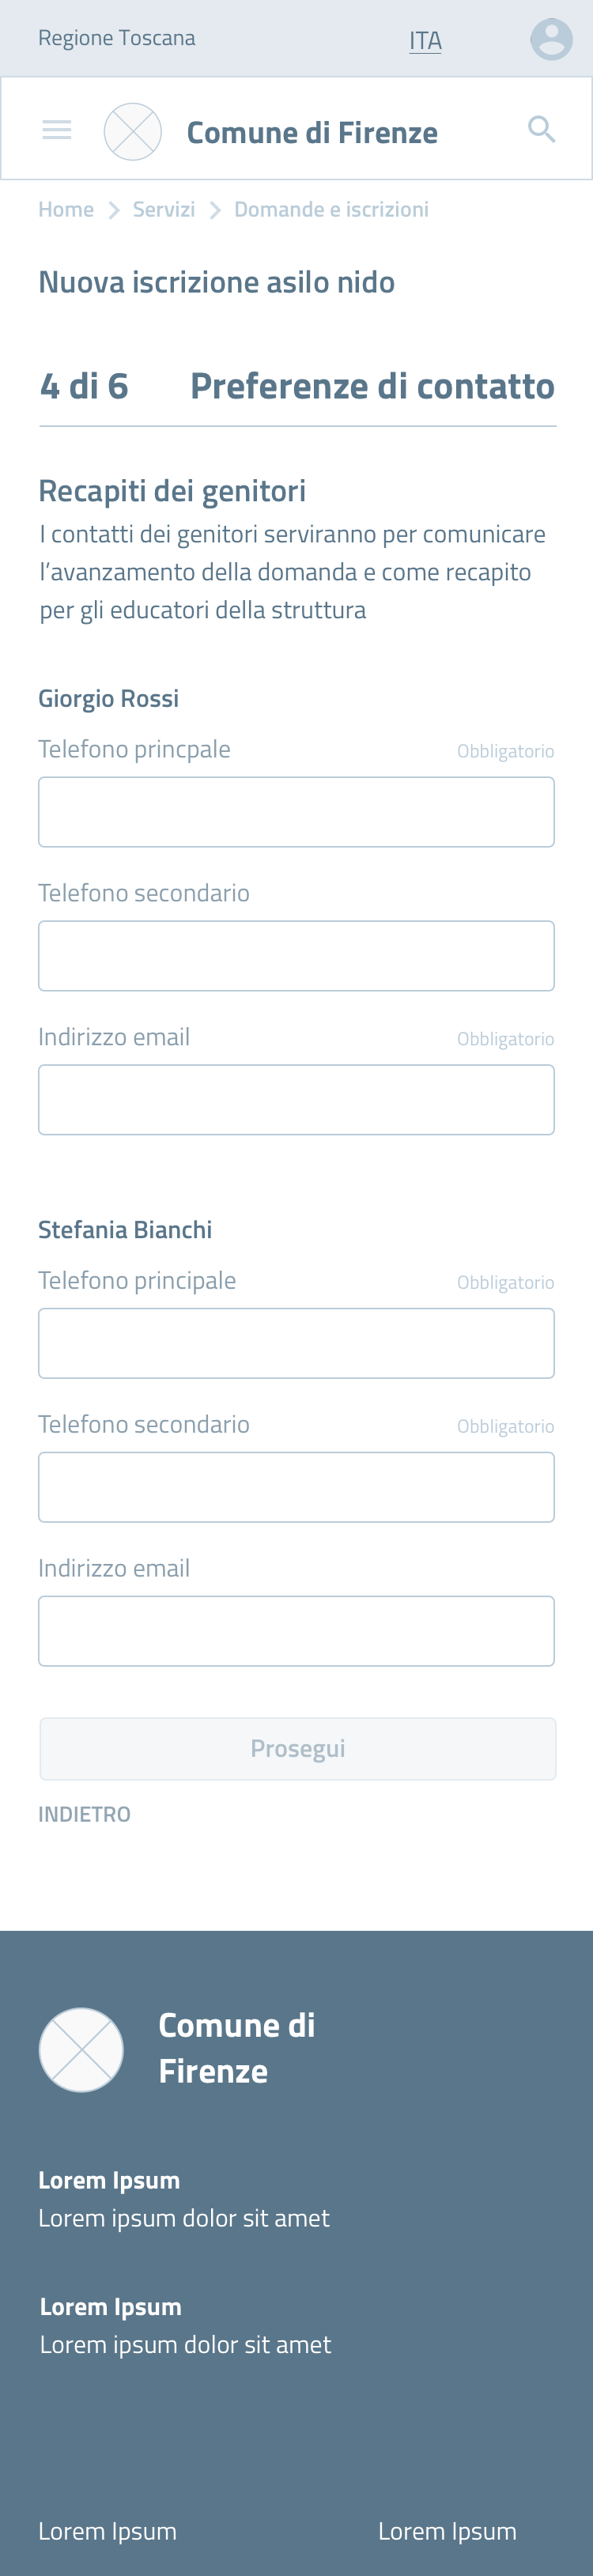 Regione Toscana ITA
Comune di Firenze
Home Servizi Domande e iscrizioni
Nuova iscrizione asilo nido
4 di 6 Preferenze di contatto
Recapiti dei genitori
I contatti dei genitori serviranno per comunicare
l’avanzamento della domanda e come recapito
per gli educatori della struttura
Giorgio Rossi
Telefono princpale Obbligatorio
Telefono secondario
Indirizzo email Obbligatorio
Stefania Bianchi
Telefono principale Obbligatorio
Telefono secondario Obbligatorio
Indirizzo email
Prosegui
INDIETRO
Comune di
Firenze
Lorem Ipsum
Lorem ipsum dolor sit amet
Lorem Ipsum
Lorem ipsum dolor sit amet
Lorem Ipsum Lorem Ipsum